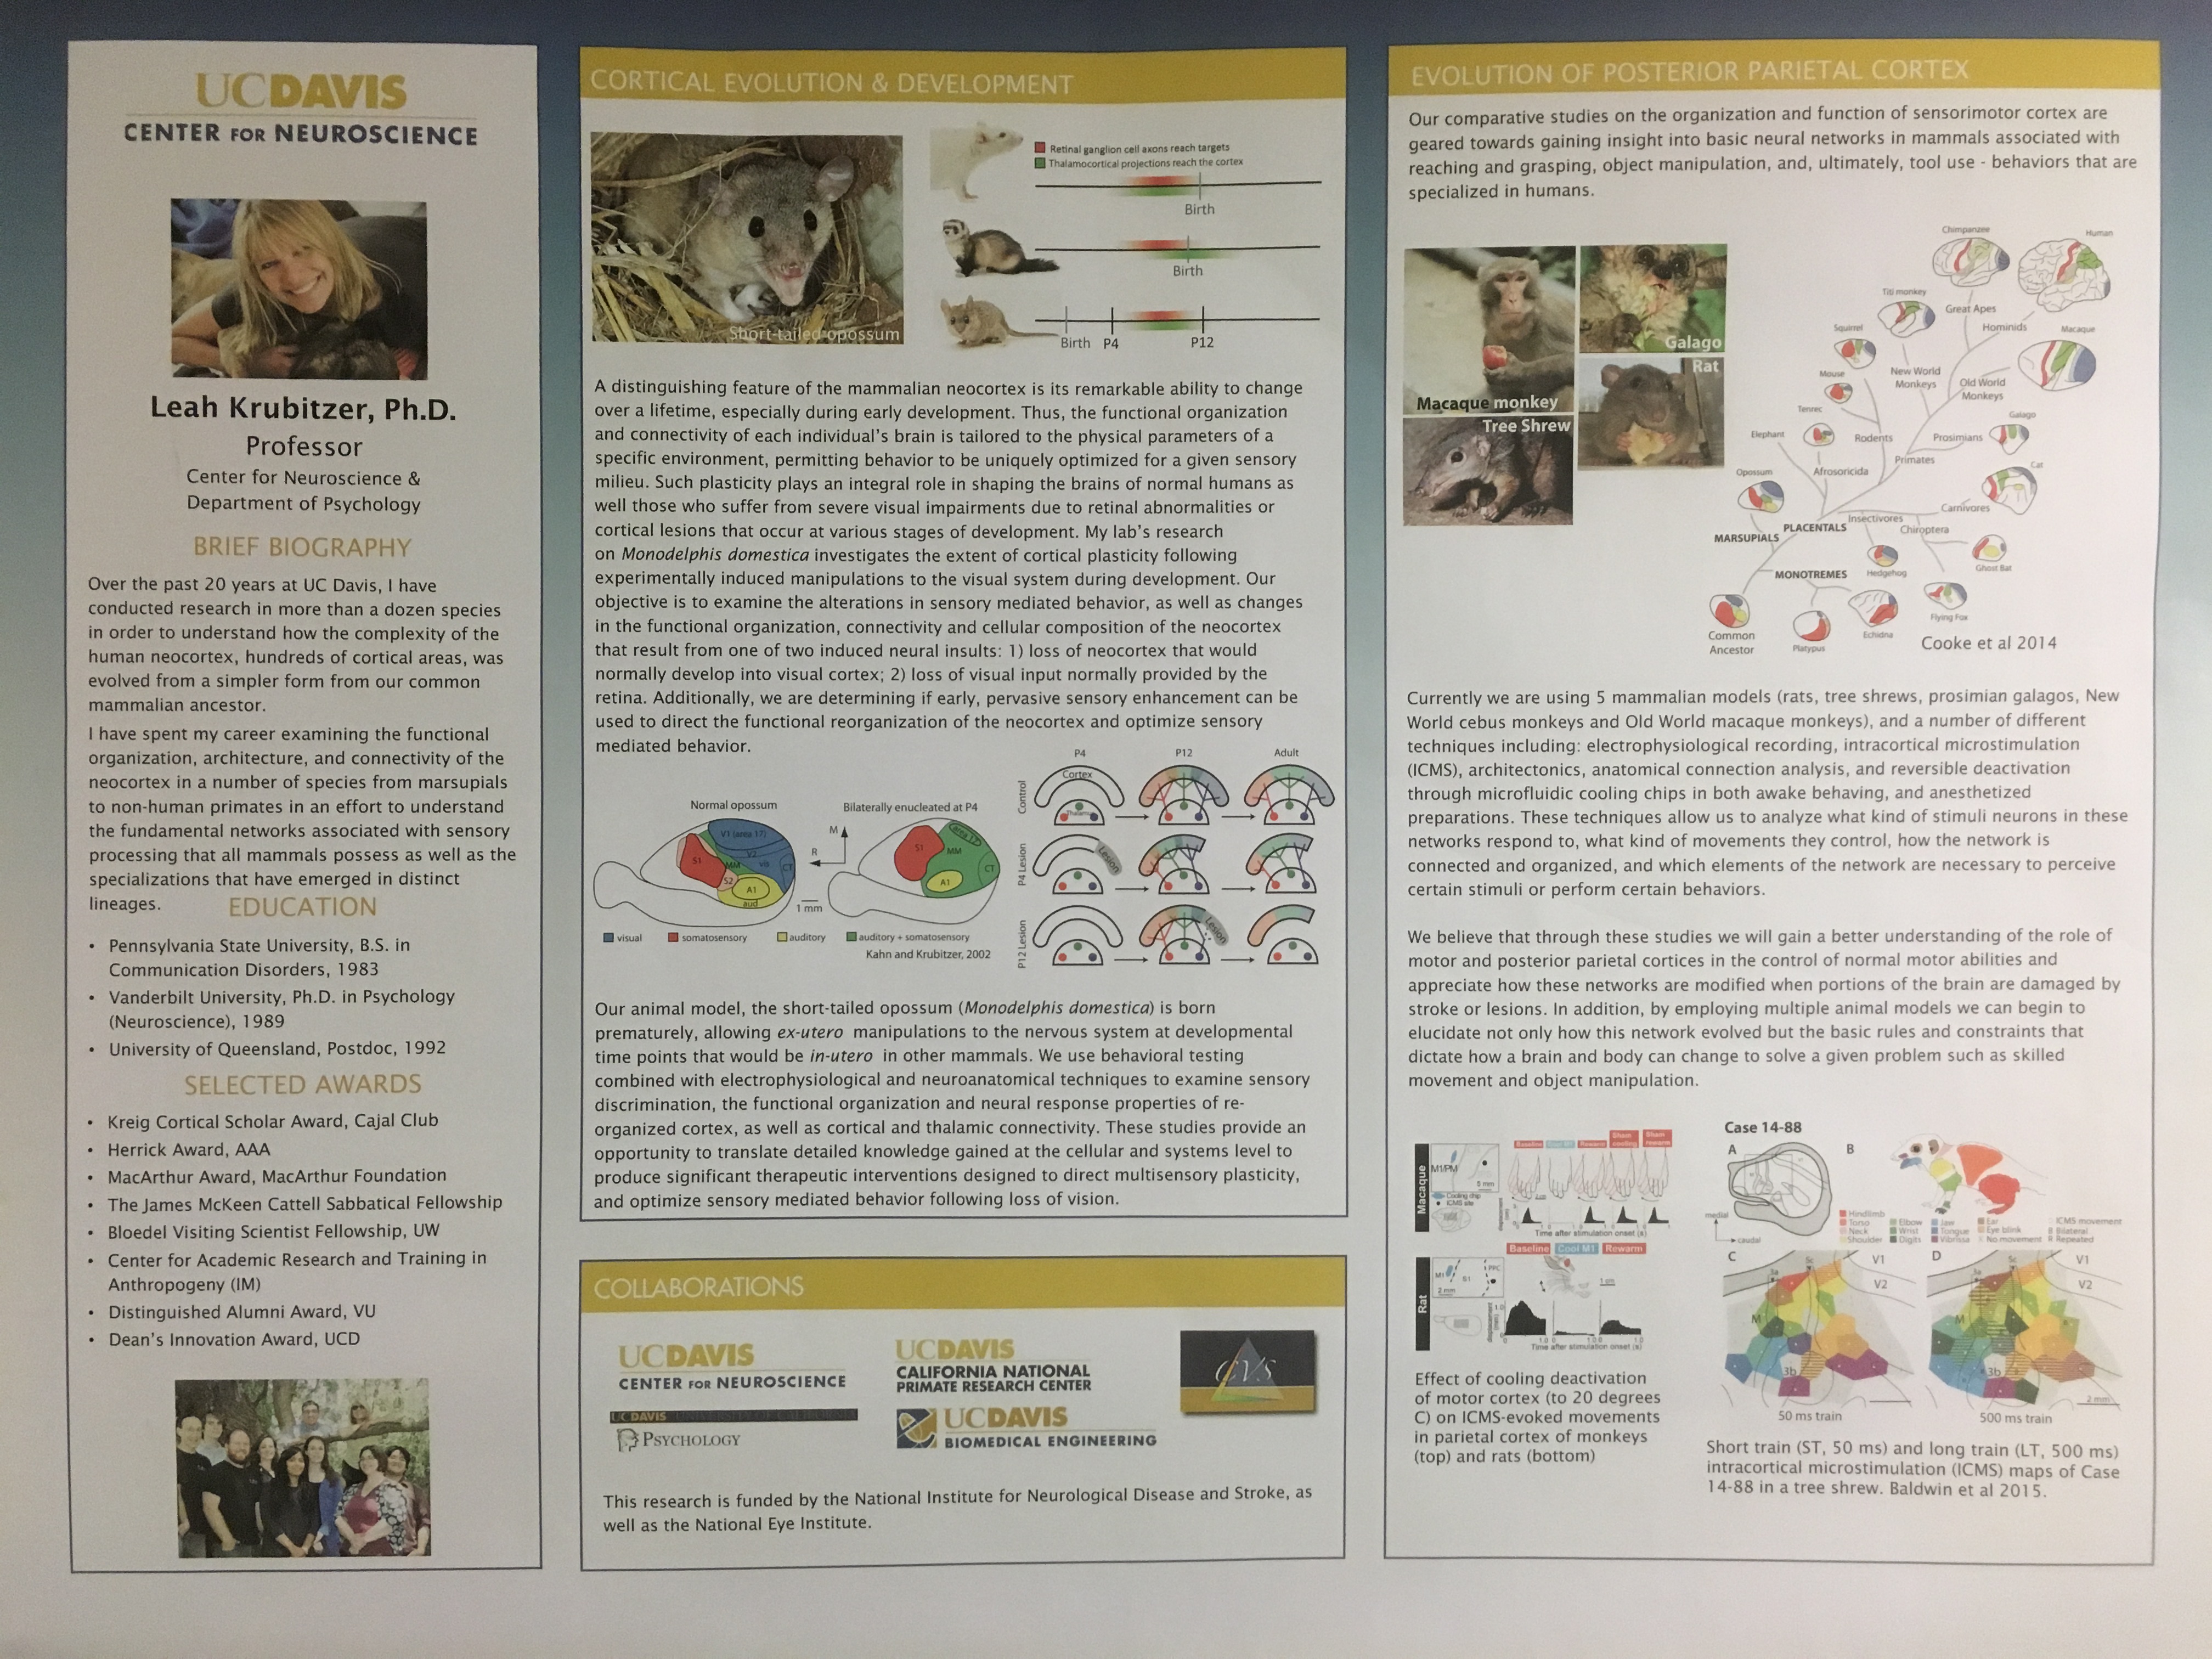 UCDAVIS
CENTER FOR NEUROSCIENCE
Leah Krubitzer, Ph.D.
Professor
Center for Neuroscience &
Department of Psychology
BRIEF BIOGRAPHY
Over the past 20 years at UC Davis, I have
conducted research in more than a dozen species
in order to understand how the complexity of the
human neocortex, hundreds of cortical areas, was
evolved from a simpler form from our common
mammalian ancestor.
I have spent my career examining the functional
organization, architecture, and connectivity of the
neocortex in a number of species from marsupials
to non-human primates in an effort to understand
the fundamental networks associated with sensory
processing that all mammals possess as well as the
specializations that have emerged in distinct
lineages.
EDUCATION
• Pennsylvania State University, B.S. in
Communication Disorders, 1983
• Vanderbilt University, Ph.D. in Psychology
(Neuroscience), 1989
• University of Queensland, Postdoc, 1992
SELECTED AWARDS
• Kreig Cortical Scholar Award, Cajal Club
• Herrick Award, AAA
• MacArthur Award, MacArthur Foundation
• The James McKeen Cattell Sabbatical Fellowship
• Bloedel Visiting Scientist Fellowship, UW
• Center for Academic Research and Training in
Anthropogeny (IM)
• Distinguished Alumni Award, VU
• Dean's Innovation Award, UCD
CORTICAL EVOLUTION & DEVELOPMENT
Short-tailed opossum
Retinal ganglion cell axons reach targets
Thalamocortical projections reach the cortex
Birth
Birth
Birth P4 P12
A distinguishing feature of the mammalian neocortex is its remarkable ability to change
over a lifetime, especially during early development. Thus, the functional organization
and connectivity of each individual's brain is tailored to the physical parameters of a
specific environment, permitting behavior to be uniquely optimized for a given sensory
milieu. Such plasticity plays an integral role in shaping the brains of normal humans as
well those who suffer from severe visual impairments due to retinal abnormalities or
cortical lesions that occur at various stages of development. My lab's research
on Monodelphis domestica investigates the extent of cortical plasticity following
experimentally induced manipulations to the visual system during development. Our
objective is to examine the alterations in sensory mediated behavior, as well as changes
in the functional organization, connectivity and cellular composition of the neocortex
that result from one of two induced neural insults: 1) loss of neocortex that would
normally develop into visual cortex; 2) loss of visual input normally provided by the
retina. Additionally, we are determining if early, pervasive sensory enhancement can be
used to direct the functional reorganization of the neocortex and optimize sensory
mediated behavior.
Normal opossum
V1 (area 17)
V2
S1
MM
vis
CT
S2
A1
aud
M
R
1 mm
Bilaterally enucleated at P4
area 17
S1
MM
CT
A1
visual somatosensory auditory auditory + somatosensory
Kahn and Krubitzer, 2002
P4 P12 Adult
Control
Cortex
Thalamus
P4 Lesion
Lesion
P12 Lesion
Lesion
Our animal model, the short-tailed opossum (Monodelphis domestica) is born
prematurely, allowing ex-utero manipulations to the nervous system at developmental
time points that would be in-utero in other mammals. We use behavioral testing
combined with electrophysiological and neuroanatomical techniques to examine sensory
discrimination, the functional organization and neural response properties of re-
organized cortex, as well as cortical and thalamic connectivity. These studies provide an
opportunity to translate detailed knowledge gained at the cellular and systems level to
produce significant therapeutic interventions designed to direct multisensory plasticity,
and optimize sensory mediated behavior following loss of vision.
COLLABORATIONS
UCDAVIS
CENTER FOR NEUROSCIENCE
UCDAVIS
CALIFORNIA NATIONAL
PRIMATE RESEARCH CENTER
CVS
UC DAVIS UNIVERSITY OF CALIFORNIA
PSYCHOLOGY
UCDAVIS
BIOMEDICAL ENGINEERING
This research is funded by the National Institute for Neurological Disease and Stroke, as
well as the National Eye Institute.
EVOLUTION OF POSTERIOR PARIETAL CORTEX
Our comparative studies on the organization and function of sensorimotor cortex are
geared towards gaining insight into basic neural networks in mammals associated with
reaching and grasping, object manipulation, and, ultimately, tool use - behaviors that are
specialized in humans.
Macaque monkey
Galago
Rat
Tree Shrew
Chimpanzee
Human
Titi monkey
Great Apes
Hominids
Squirrel
Macaque
Mouse
New World
Monkeys
Old World
Monkeys
Tenrec
Galago
Elephant
Rodents
Prosimians
Primates
Opossum
Afrosoricida
Cat
Carnivores
PLACENTALS
Insectivores
Chiroptera
MARSUPIALS
Ghost Bat
MONOTREMES
Hedgehog
Flying Fox
Common
Ancestor
Platypus
Echidna
Cooke et al 2014
Currently we are using 5 mammalian models (rats, tree shrews, prosimian galagos, New
World cebus monkeys and Old World macaque monkeys), and a number of different
techniques including: electrophysiological recording, intracortical microstimulation
(ICMS), architectonics, anatomical connection analysis, and reversible deactivation
through microfluidic cooling chips in both awake behaving, and anesthetized
preparations. These techniques allow us to analyze what kind of stimuli neurons in these
networks respond to, what kind of movements they control, how the network is
connected and organized, and which elements of the network are necessary to perceive
certain stimuli or perform certain behaviors.
We believe that through these studies we will gain a better understanding of the role of
motor and posterior parietal cortices in the control of normal motor abilities and
appreciate how these networks are modified when portions of the brain are damaged by
stroke or lesions. In addition, by employing multiple animal models we can begin to
elucidate not only how this network evolved but the basic rules and constraints that
dictate how a brain and body can change to solve a given problem such as skilled
movement and object manipulation.
Macaque
M1/PM
5 mm
Cooling chip
ICMS site
Baseline Cool M1 Rewarm Sham cooling Sham rewarm
Time after stimulation onset (s)
Rat
M1 S1 PPC
2 mm
Baseline Cool M1 Rewarm
1 cm
Time after stimulation onset (s)
Effect of cooling deactivation
of motor cortex (to 20 degrees
C) on ICMS-evoked movements
in parietal cortex of monkeys
(top) and rats (bottom)
Case 14-88
A B
medial
caudal
Hindlimb
Torso
Neck
Shoulder
Elbow
Wrist
Digits
Jaw
Tongue
Vibrissa
Ear
Eye blink
No movement
ICMS movement
Bilateral
Repeated
C
V1
V2
M
3b
50 ms train
D
V1
V2
M
3b
2 mm
500 ms train
Short train (ST, 50 ms) and long train (LT, 500 ms)
intracortical microstimulation (ICMS) maps of Case
14-88 in a tree shrew. Baldwin et al 2015.